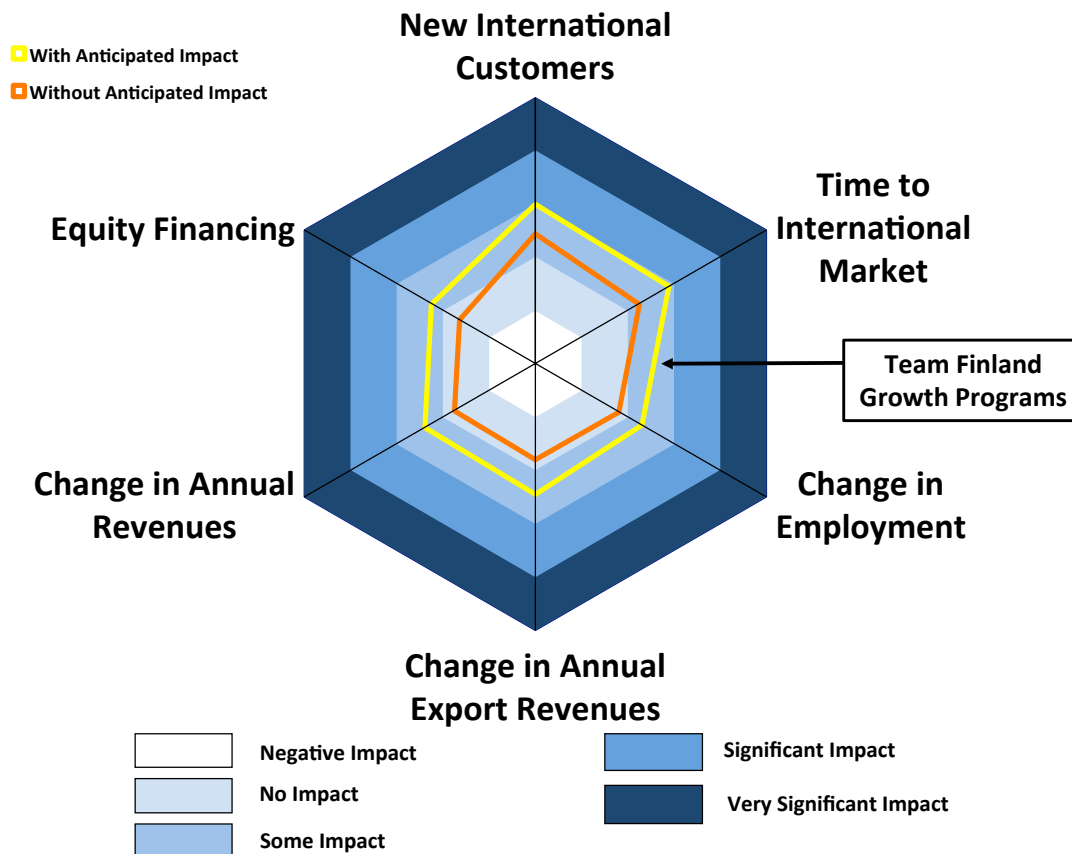 New International
Customers
With Anticipated Impact
Without Anticipated Impact
Time to
International
Market
Equity Financing
Team Finland
Growth Programs
Change in Annual
Revenues
Change in
Employment
Change in Annual
Export Revenues
Negative Impact
No Impact
Some Impact
Significant Impact
Very Significant Impact